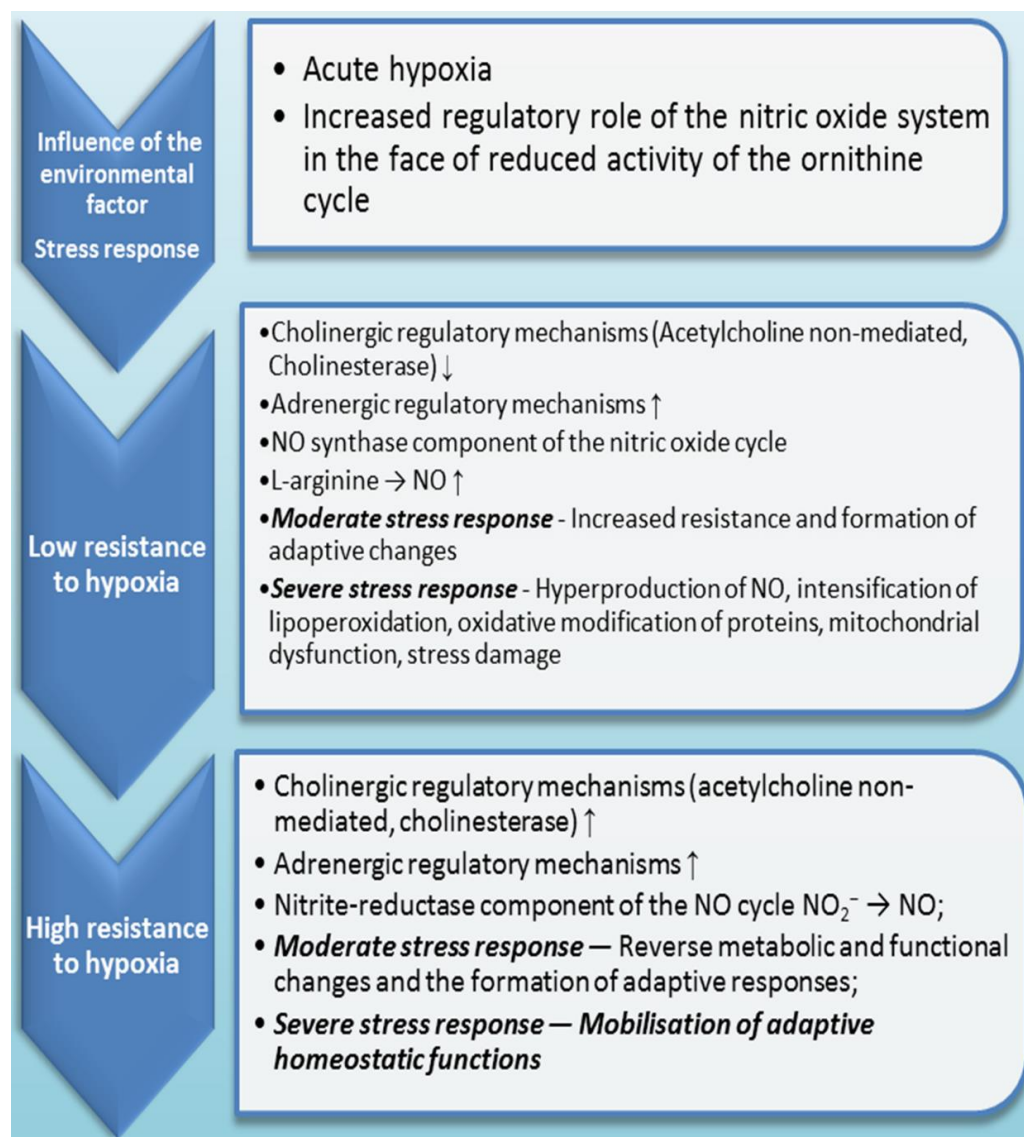 Influence of the
environmental
factor
Stress response
• Acute hypoxia
• Increased regulatory role of the nitric oxide system
in the face of reduced activity of the ornithine
cycle
Low resistance
to hypoxia
•Cholinergic regulatory mechanisms (Acetylcholine non-mediated,
Cholinesterase) ↓
•Adrenergic regulatory mechanisms ↑
•NO synthase component of the nitric oxide cycle
•L-arginine → NO ↑
•Moderate stress response - Increased resistance and formation of
adaptive changes
•Severe stress response - Hyperproduction of NO, intensification of
lipoperoxidation, oxidative modification of proteins, mitochondrial
dysfunction, stress damage
High resistance
to hypoxia
• Cholinergic regulatory mechanisms (acetylcholine non-
mediated, cholinesterase) ↑
• Adrenergic regulatory mechanisms ↑
• Nitrite-reductase component of the NO cycle NO₂⁻ → NO;
• Moderate stress response — Reverse metabolic and functional
changes and the formation of adaptive responses;
• Severe stress response — Mobilisation of adaptive
homeostatic functions